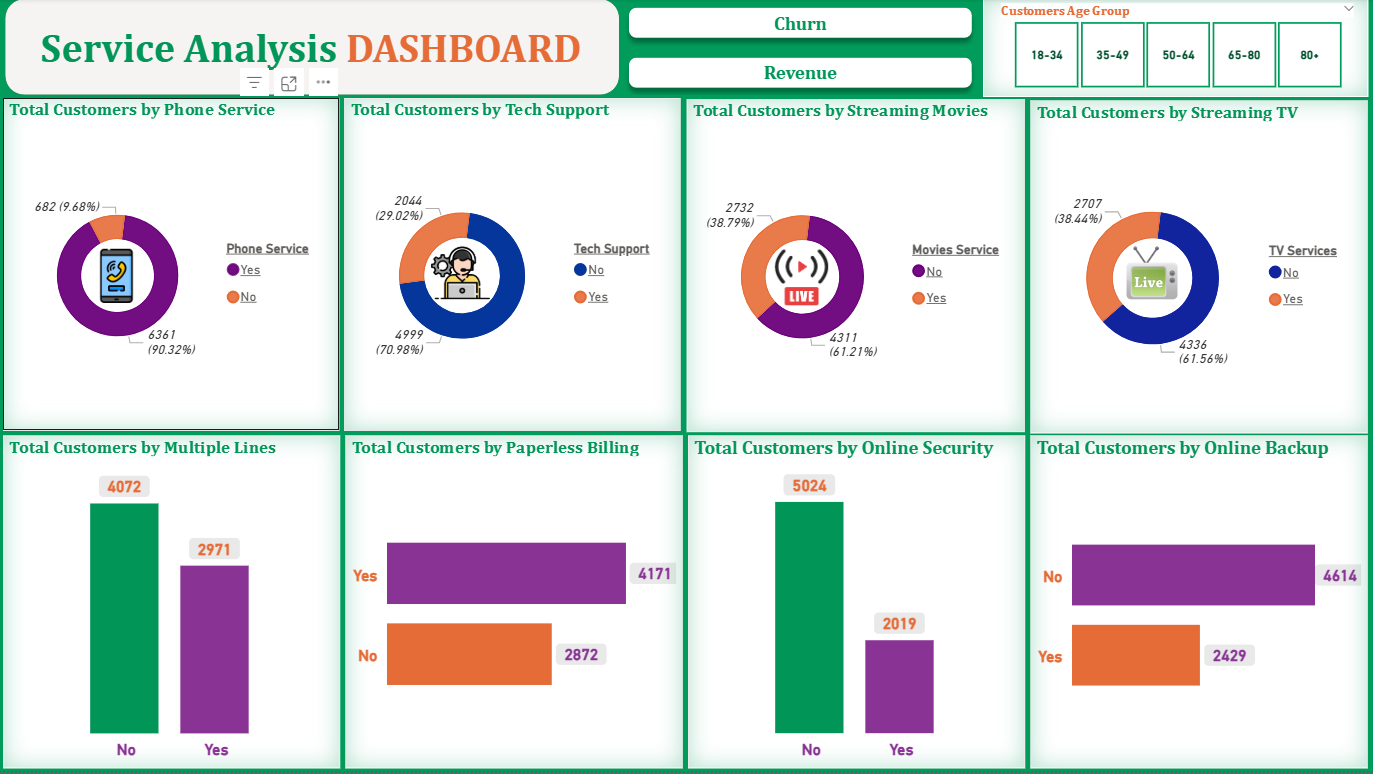 Service Analysis DASHBOARD
Churn
Revenue
Customers Age Group
18-34
35-49
50-64
65-80
80+
Total Customers by Phone Service
682 (9.68%)
6361
(90.32%)
Phone Service
Yes
No
Total Customers by Tech Support
2044
(29.02%)
4999
(70.98%)
Tech Support
No
Yes
Total Customers by Streaming Movies
2732
(38.79%)
LIVE
4311
(61.21%)
Movies Service
No
Yes
Total Customers by Streaming TV
2707
(38.44%)
Live
4336
(61.56%)
TV Services
No
Yes
Total Customers by Multiple Lines
4072
2971
No
Yes
Total Customers by Paperless Billing
Yes
4171
No
2872
Total Customers by Online Security
5024
2019
No
Yes
Total Customers by Online Backup
No
4614
Yes
2429